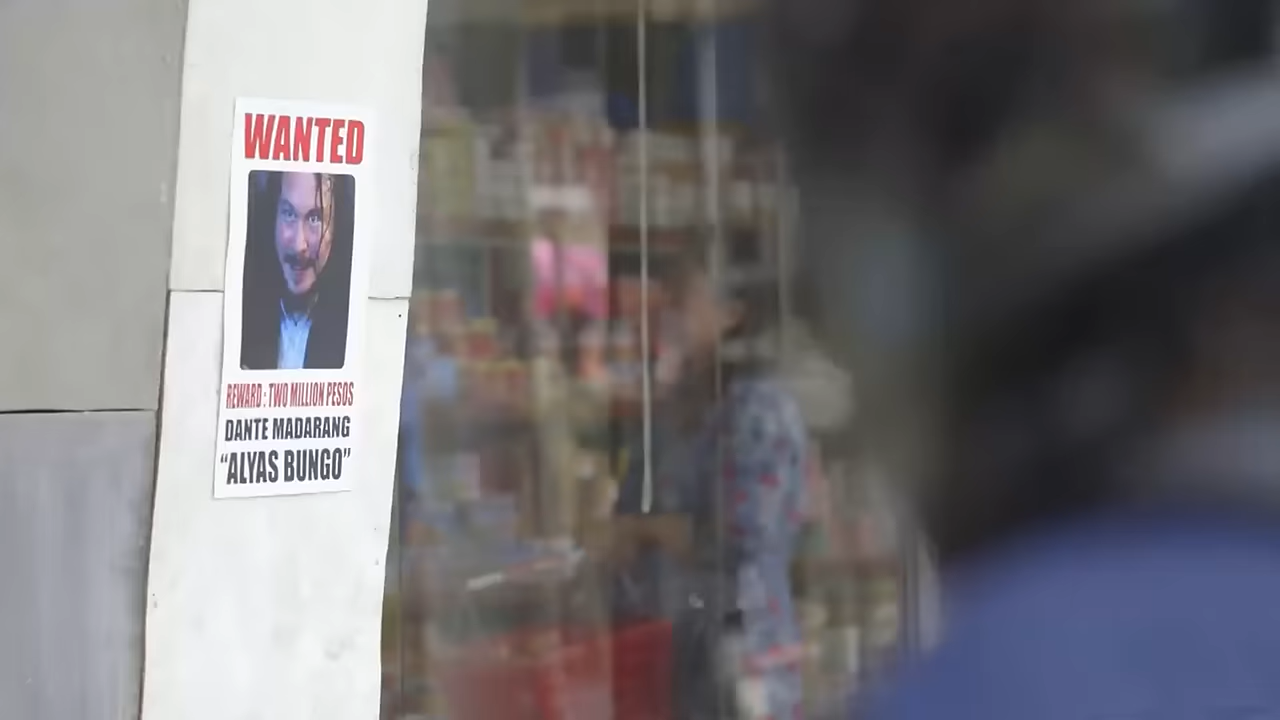 WANTED
REWARD : TWO MILLION PESOS
DANTE MADARANG
“ALYAS BUNGO”